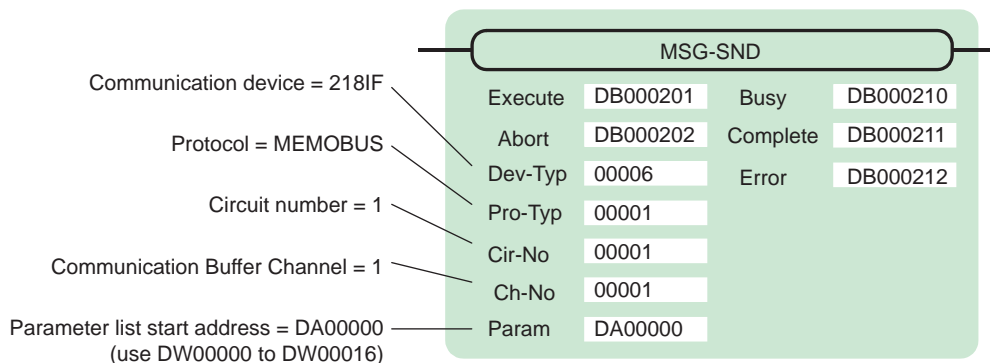 MSG-SND
Communication device = 218IF
Protocol = MEMOBUS
Circuit number = 1
Communication Buffer Channel = 1
Parameter list start address = DA00000
(use DW00000 to DW00016)
Execute DB000201 Busy DB000210
Abort DB000202 Complete DB000211
Dev-Typ 00006 Error DB000212
Pro-Typ 00001
Cir-No 00001
Ch-No 00001
Param DA00000